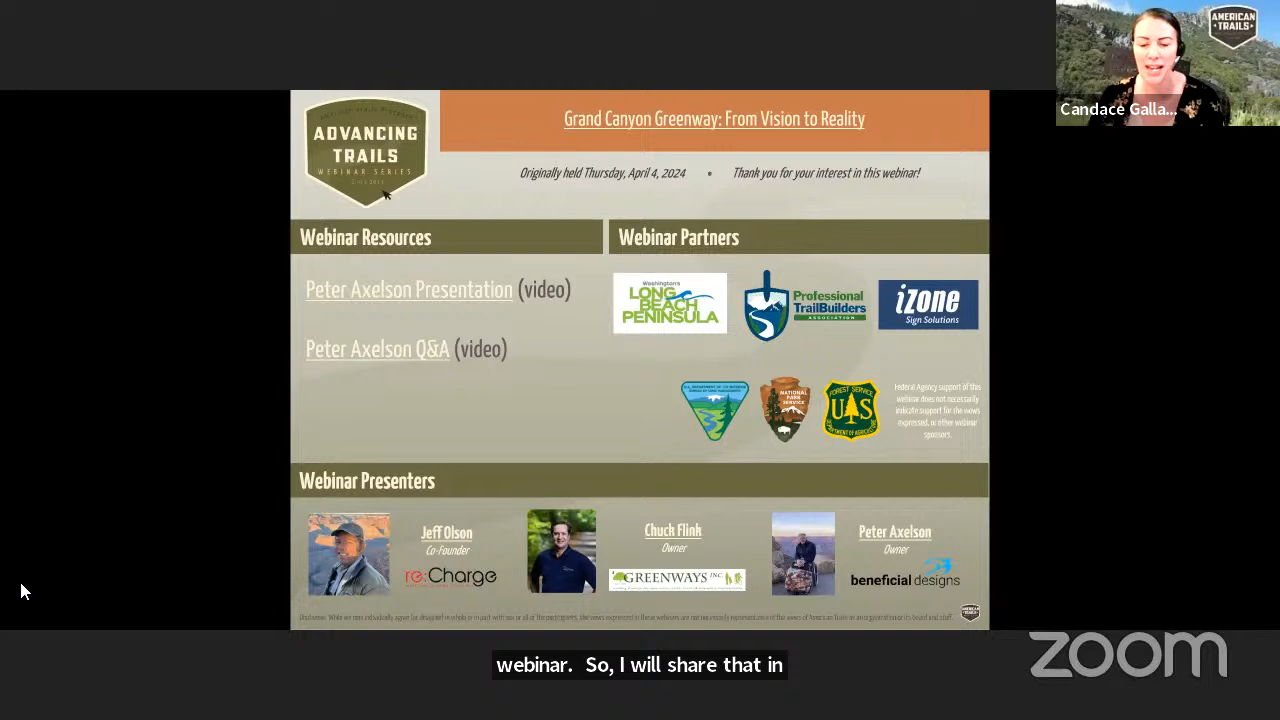 AMERICAN
TRAILS
Candace Galla...
ADVANCING
TRAILS
WEBINAR SERIES
Grand Canyon Greenway: From Vision to Reality
Originally held Thursday, April 4, 2024 • Thank you for your interest in this webinar!
Webinar Resources
Webinar Partners
Peter Axelson Presentation (video)
Peter Axelson Q&A (video)
Washington's
LONG
BEACH
PENINSULA
Professional
TrailBuilders
ASSOCIATION
iZone
Sign Solutions
NATIONAL
PARK
SERVICE
FOREST SERVICE
U S
DEPARTMENT OF AGRICULTURE
Federal Agency support of this
webinar does not necessarily
indicate support for the views
expressed, or other webinar
sponsors.
Webinar Presenters
Jeff Olson
Co-Founder
re:Charge
Chuck Flink
Owner
GREENWAYS INC.
Peter Axelson
Owner
beneficial designs
webinar. So, I will share that in
zoom